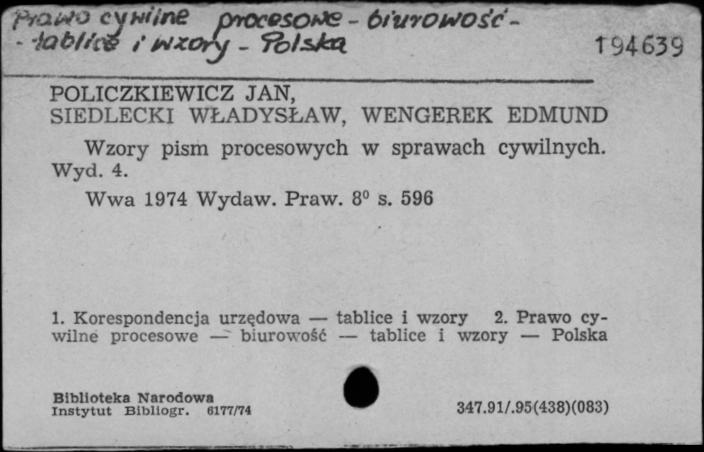 Prawo cywilne procesowe - biurowość -
- tablice i wzory - Polska
194639
POLICZKIEWICZ JAN,
SIEDLECKI WŁADYSŁAW, WENGEREK EDMUND
Wzory pism procesowych w sprawach cywilnych.
Wyd. 4.
Wwa 1974 Wydaw. Praw. 8⁰ s. 596
1. Korespondencja urzędowa — tablice i wzory 2. Prawo cy-
wilne procesowe — biurowość — tablice i wzory — Polska
Biblioteka Narodowa
Instytut Bibliogr. 6177/74
347.91/.95(438)(083)